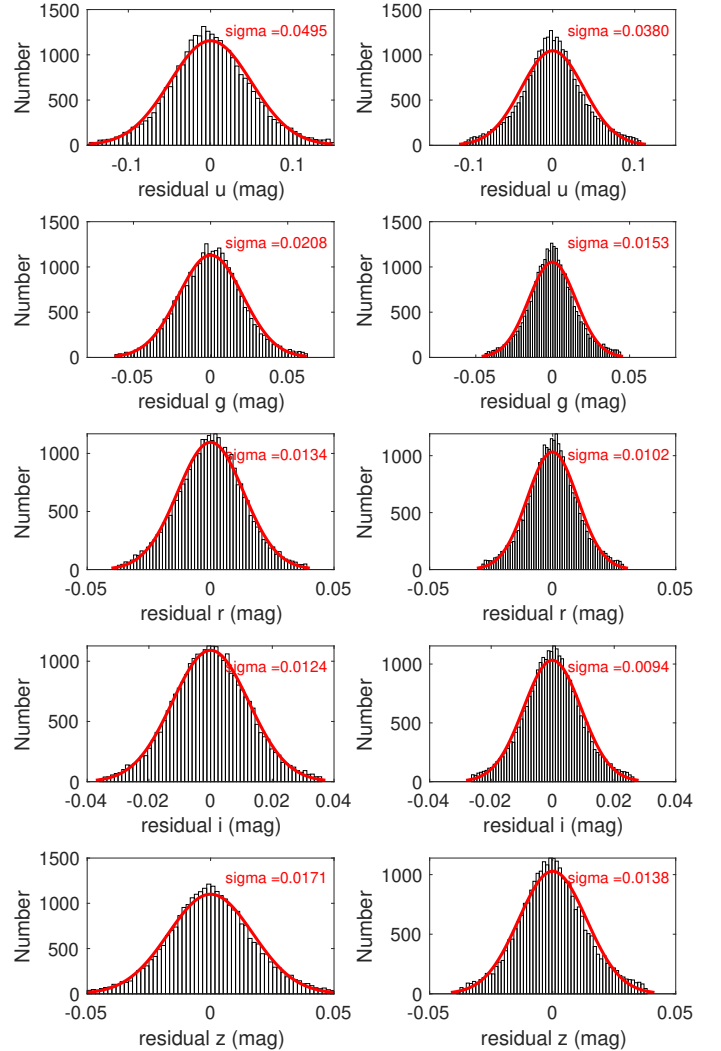 1500
1000
500
0
Number
sigma =0.0495
-0.1
0
0.1
residual u (mag)
1500
1000
500
0
Number
sigma =0.0380
-0.1
0
0.1
residual u (mag)
1500
1000
500
0
Number
sigma =0.0208
-0.05
0
0.05
residual g (mag)
1500
1000
500
0
Number
sigma =0.0153
-0.05
0
0.05
residual g (mag)
1000
500
0
Number
sigma =0.0134
-0.05
0
0.05
residual r (mag)
1000
500
0
Number
sigma =0.0102
-0.05
0
0.05
residual r (mag)
1000
500
0
Number
sigma =0.0124
-0.04
-0.02
0
0.02
0.04
residual i (mag)
1000
500
0
Number
sigma =0.0094
-0.04
-0.02
0
0.02
0.04
residual i (mag)
1500
1000
500
0
Number
sigma =0.0171
-0.05
0
0.05
residual z (mag)
1000
500
0
Number
sigma =0.0138
-0.05
0
0.05
residual z (mag)